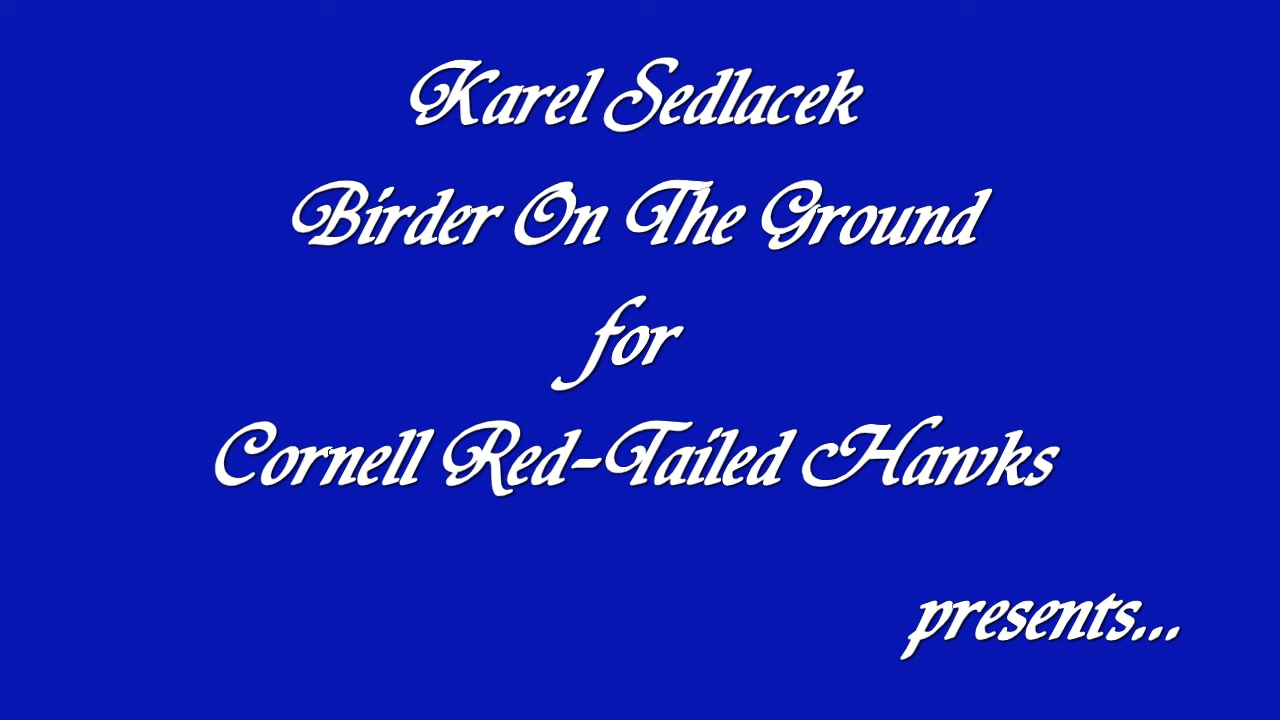 Karel Sedlacek
Birder On The Ground
for
Cornell Red-Tailed Hawks
presents...